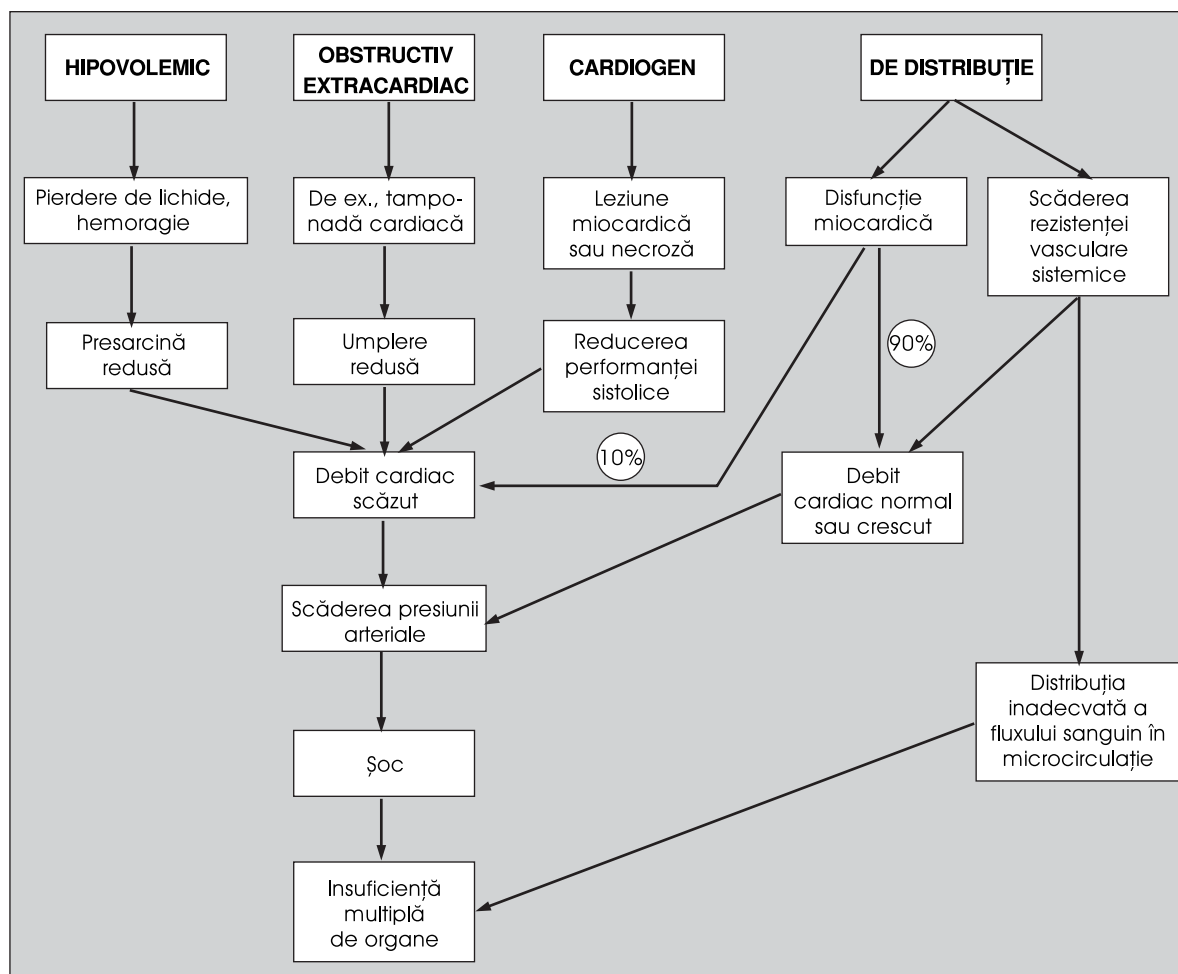 HIPOVOLEMIC
OBSTRUCTIV
EXTRACARDIAC
CARDIOGEN
DE DISTRIBUȚIE
Pierdere de lichide,
hemoragie
De ex., tampo-
nadă cardiacă
Leziune
miocardică
sau necroză
Disfuncție
miocardică
Scăderea
rezistenței
vasculare
sistemice
Presarcină
redusă
Umplere
redusă
Reducerea
performanței
sistolice
90%
10%
Debit cardiac
scăzut
Debit
cardiac normal
sau crescut
Scăderea presiunii
arteriale
Distribuția
inadecvată a
fluxului sanguin în
microcirculație
Șoc
Insuficiență
multiplă
de organe